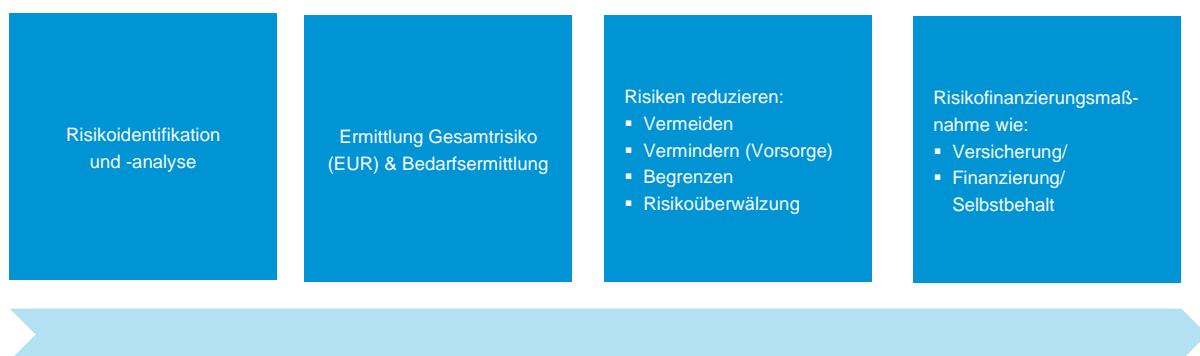 Risikoidentifikation
und -analyse
Ermittlung Gesamtrisiko
(EUR) & Bedarfsermittlung
Risiken reduzieren:
▪ Vermeiden
▪ Vermindern (Vorsorge)
▪ Begrenzen
▪ Risikoüberwälzung
Risikofinanzierungsmaß-
nahme wie:
▪ Versicherung/
▪ Finanzierung/
Selbstbehalt